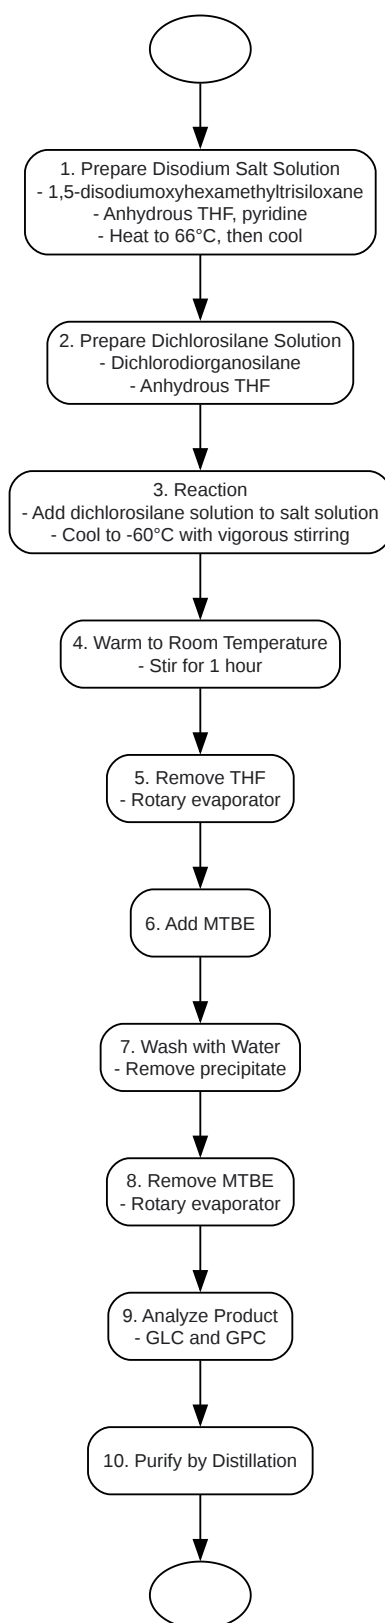 1. Prepare Disodium Salt Solution
- 1,5-disodiumoxyhexamethyltrisiloxane
- Anhydrous THF, pyridine
- Heat to 66°C, then cool
2. Prepare Dichlorosilane Solution
- Dichlorodiorganosilane
- Anhydrous THF
3. Reaction
- Add dichlorosilane solution to salt solution
- Cool to -60°C with vigorous stirring
4. Warm to Room Temperature
- Stir for 1 hour
5. Remove THF
- Rotary evaporator
6. Add MTBE
7. Wash with Water
- Remove precipitate
8. Remove MTBE
- Rotary evaporator
9. Analyze Product
- GLC and GPC
10. Purify by Distillation